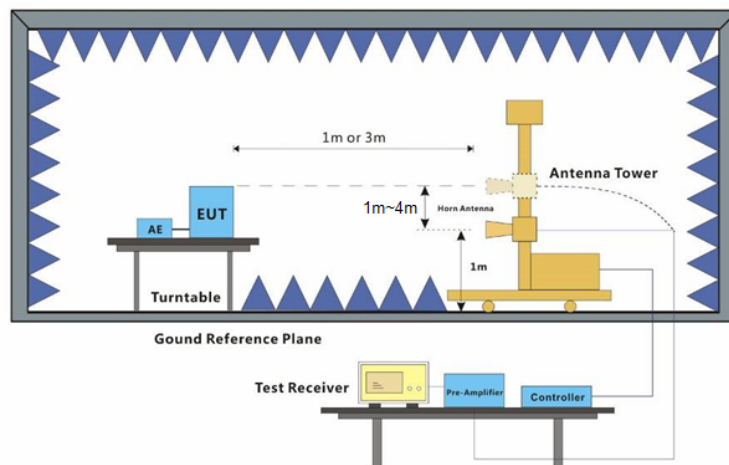 1m or 3m
Antenna Tower
EUT
AE
1m~4m
Horn Antenna
1m
Turntable
Gound Reference Plane
Test Receiver
Pre-Amplifier
Controller